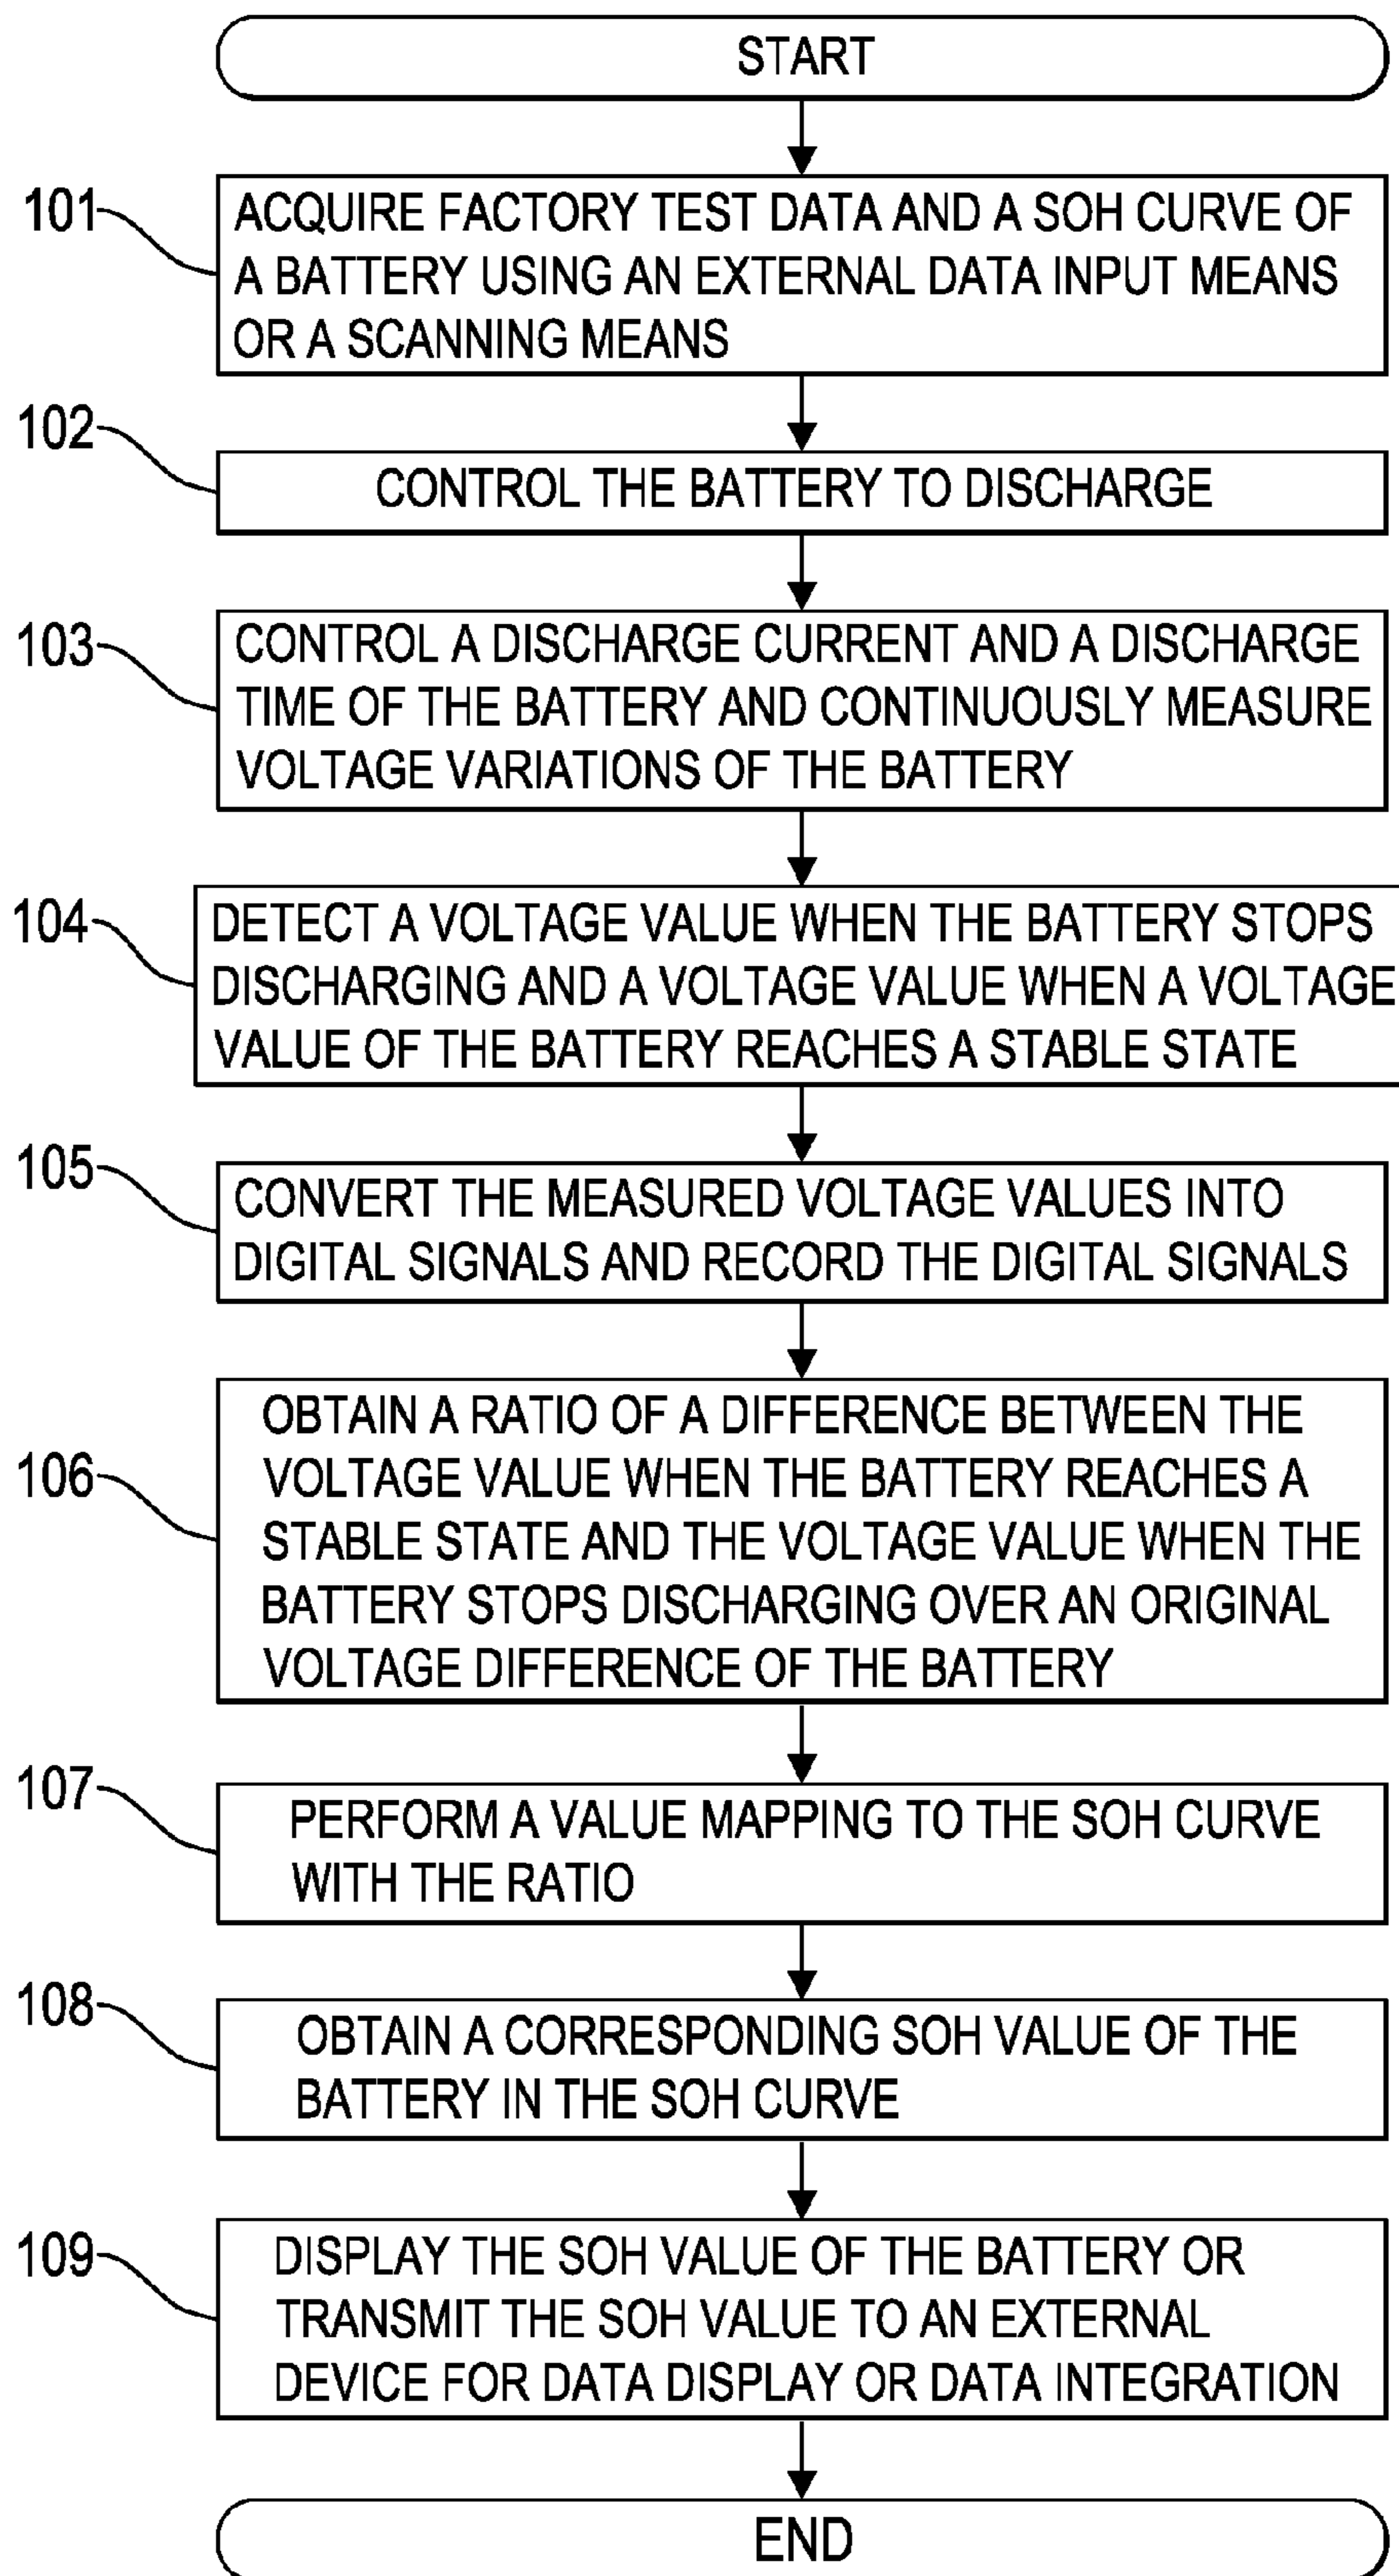 START
101
ACQUIRE FACTORY TEST DATA AND A SOH CURVE OF
A BATTERY USING AN EXTERNAL DATA INPUT MEANS
OR A SCANNING MEANS
102
CONTROL THE BATTERY TO DISCHARGE
103
CONTROL A DISCHARGE CURRENT AND A DISCHARGE
TIME OF THE BATTERY AND CONTINUOUSLY MEASURE
VOLTAGE VARIATIONS OF THE BATTERY
104
DETECT A VOLTAGE VALUE WHEN THE BATTERY STOPS
DISCHARGING AND A VOLTAGE VALUE WHEN A VOLTAGE
VALUE OF THE BATTERY REACHES A STABLE STATE
105
CONVERT THE MEASURED VOLTAGE VALUES INTO
DIGITAL SIGNALS AND RECORD THE DIGITAL SIGNALS
106
OBTAIN A RATIO OF A DIFFERENCE BETWEEN THE
VOLTAGE VALUE WHEN THE BATTERY REACHES A
STABLE STATE AND THE VOLTAGE VALUE WHEN THE
BATTERY STOPS DISCHARGING OVER AN ORIGINAL
VOLTAGE DIFFERENCE OF THE BATTERY
107
PERFORM A VALUE MAPPING TO THE SOH CURVE
WITH THE RATIO
108
OBTAIN A CORRESPONDING SOH VALUE OF THE
BATTERY IN THE SOH CURVE
109
DISPLAY THE SOH VALUE OF THE BATTERY OR
TRANSMIT THE SOH VALUE TO AN EXTERNAL
DEVICE FOR DATA DISPLAY OR DATA INTEGRATION
END